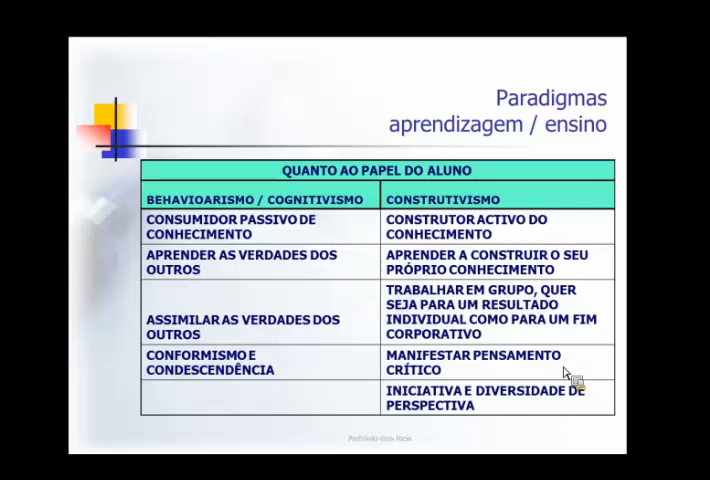 Paradigmas
aprendizagem / ensino
QUANTO AO PAPEL DO ALUNO
BEHAVIOARISMO / COGNITIVISMO
CONSTRUTIVISMO
CONSUMIDOR PASSIVO DE
CONHECIMENTO
CONSTRUTOR ACTIVO DO
CONHECIMENTO
APRENDER AS VERDADES DOS
OUTROS
APRENDER A CONSTRUIR O SEU
PRÓPRIO CONHECIMENTO
ASSIMILAR AS VERDADES DOS
OUTROS
TRABALHAR EM GRUPO, QUER
SEJA PARA UM RESULTADO
INDIVIDUAL COMO PARA UM FIM
CORPORATIVO
CONFORMISMO E
CONDESCENDÊNCIA
MANIFESTAR PENSAMENTO
CRÍTICO
INICIATIVA E DIVERSIDADE DE
PERSPECTIVA
António dos Reis